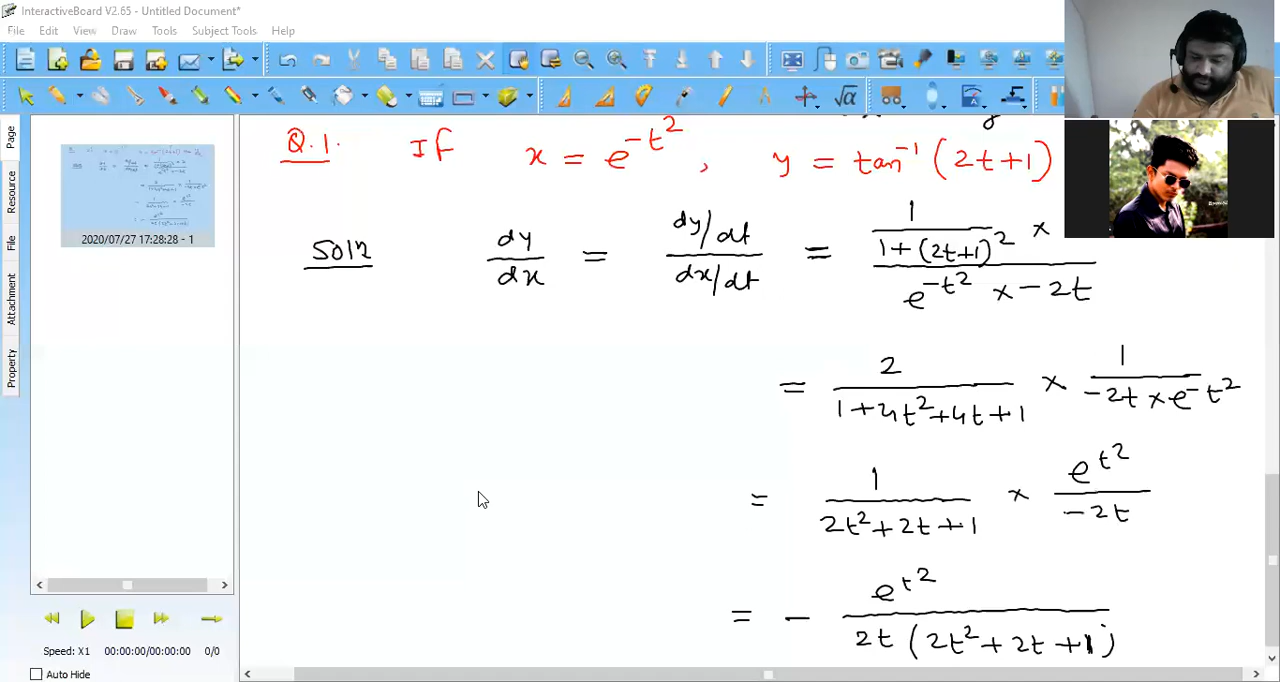 InteractiveBoard V2.65 - Untitled Document*
File Edit View Draw Tools Subject Tools Help
Page
Resource
File
Attachment
Property
2020/07/27 17:28:28 - 1
Speed: X1 00:00:00/00:00:00 0/0
Auto Hide
Q.1. If x = e^{-t^2}, y = tan^{-1}(2t+1)
Soln dy/dx = (dy/dt)/(dx/dt) = (1/(1+(2t+1)^2) ×)/(e^{-t^2} × -2t)
= 2/(1+4t^2+4t+1) × 1/(-2t × e^{-t^2})
= 1/(2t^2+2t+1) × e^{t^2}/(-2t)
= - e^{t^2}/(2t(2t^2+2t+1))